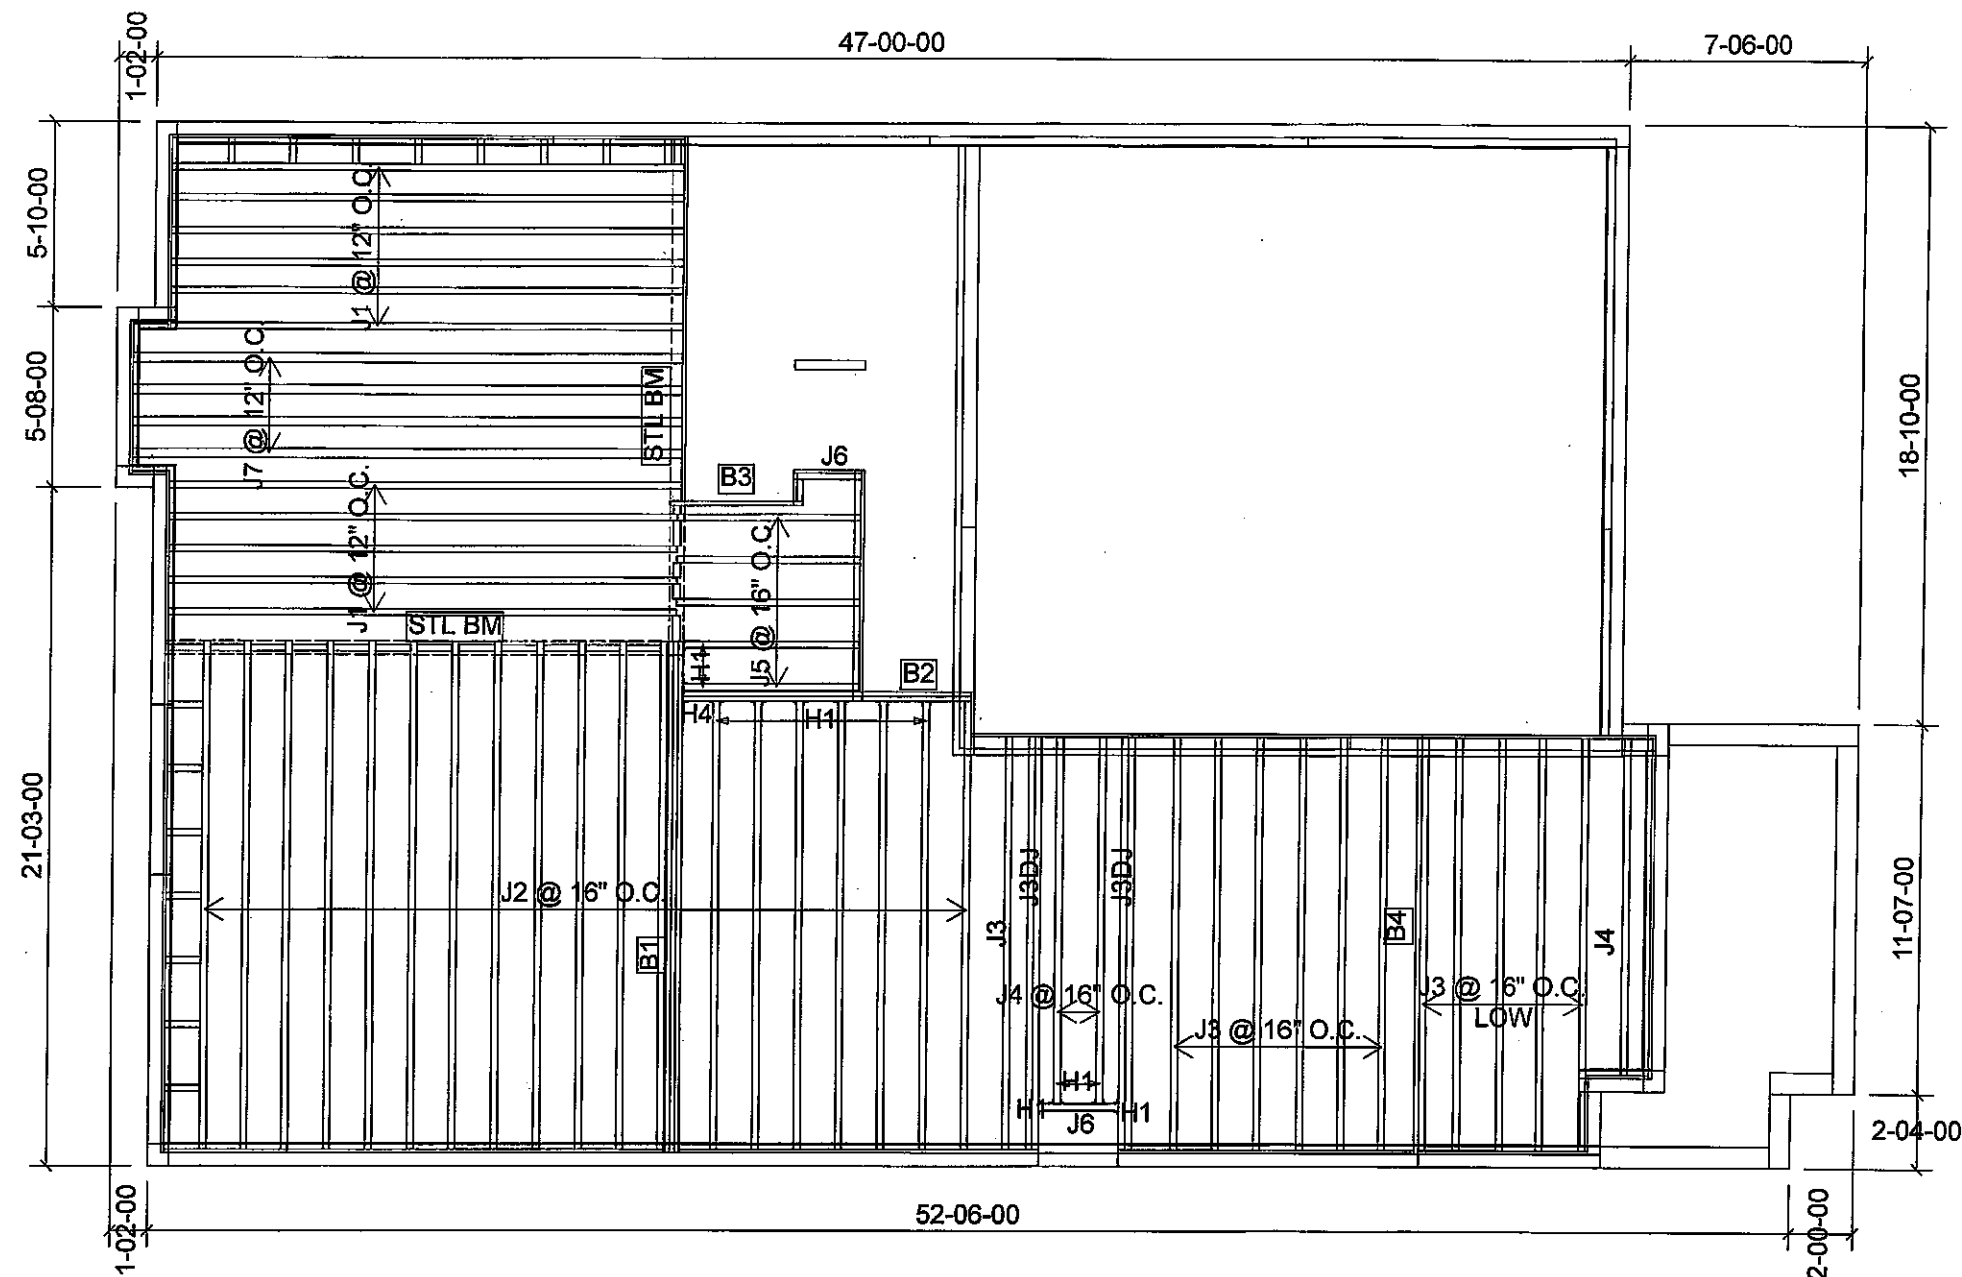 47-00-00
7-06-00
1-02-00
5-10-00
J1 @ 12" O.C.
5-08-00
J7 @ 12" O.C.
STL BM
18-10-00
B3
J6
J1 @ 12" O.C.
J5 @ 16" O.C.
STL BM
H1
B2
H4
H1
21-03-00
J2 @ 16" O.C.
B1
J3
J3DJ
J3DJ
B4
J4
11-07-00
J4 @ 16" O.C.
J3 @ 16" O.C.
LOW
J3 @ 16" O.C.
H1
H1
J6
H1
2-04-00
52-06-00
1-02-00
2-00-00